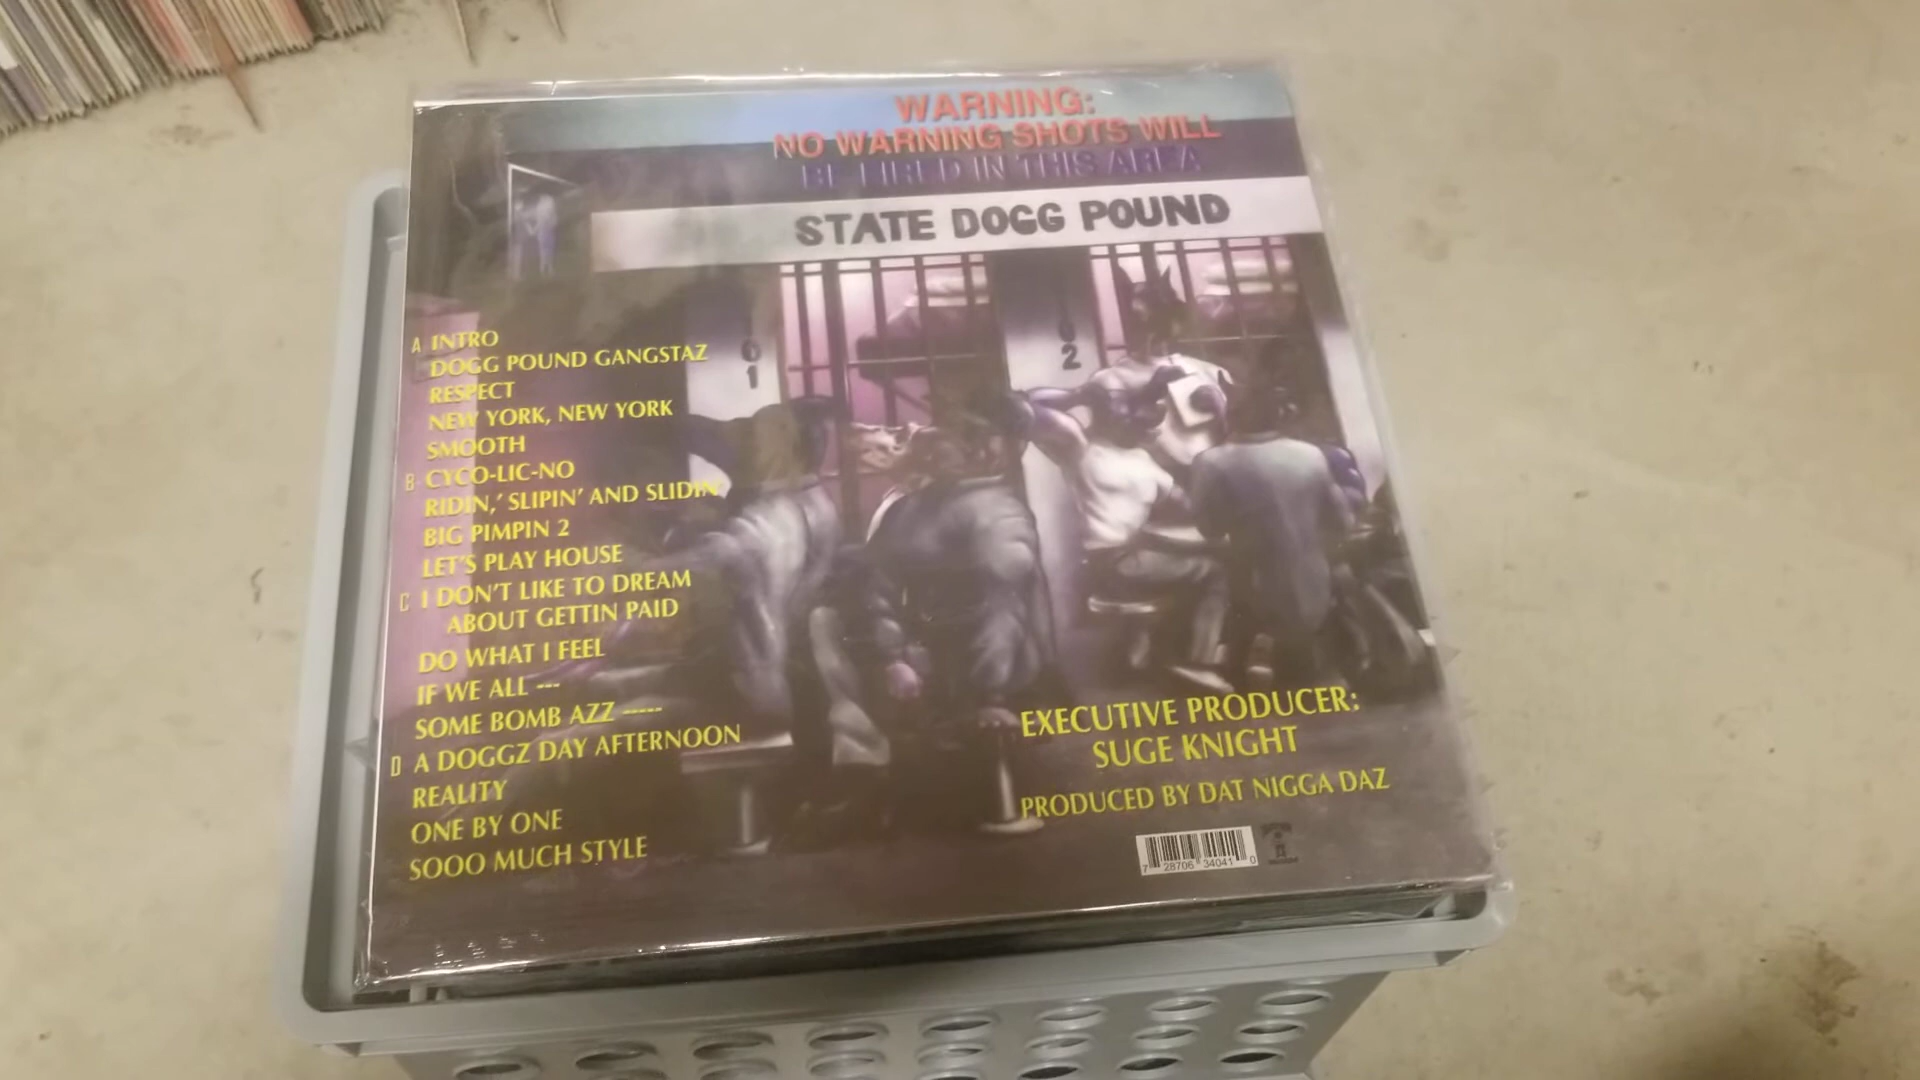 WARNING:
NO WARNING SHOTS WILL
BE FIRED IN THIS AREA
STATE DOGG POUND
01
02
A INTRO
DOGG POUND GANGSTAZ
RESPECT
NEW YORK, NEW YORK
SMOOTH
B CYCO-LIC-NO
RIDIN,' SLIPIN' AND SLIDIN'
BIG PIMPIN 2
LET'S PLAY HOUSE
C I DON'T LIKE TO DREAM
ABOUT GETTIN PAID
DO WHAT I FEEL
IF WE ALL ---
SOME BOMB AZZ -----
D A DOGGZ DAY AFTERNOON
REALITY
ONE BY ONE
SOOO MUCH STYLE
EXECUTIVE PRODUCER:
SUGE KNIGHT
PRODUCED BY DAT NIGGA DAZ
7 28706 34041 0